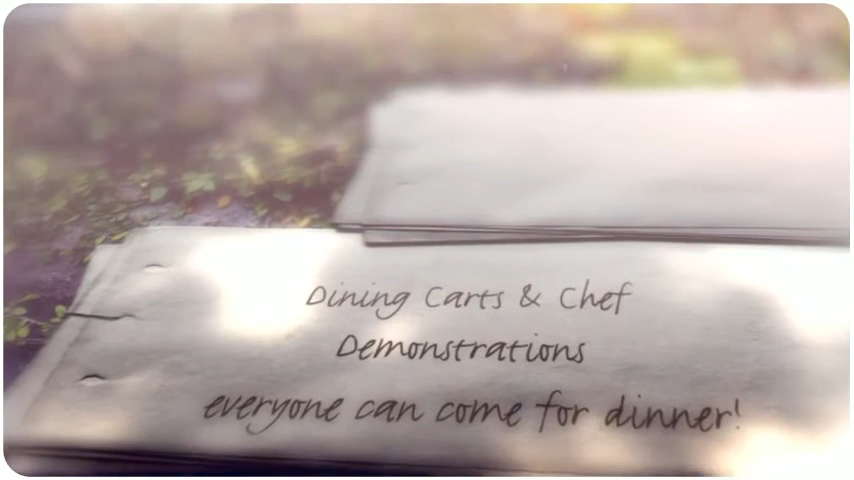 Dining Carts & Chef
Demonstrations
everyone can come for dinner!